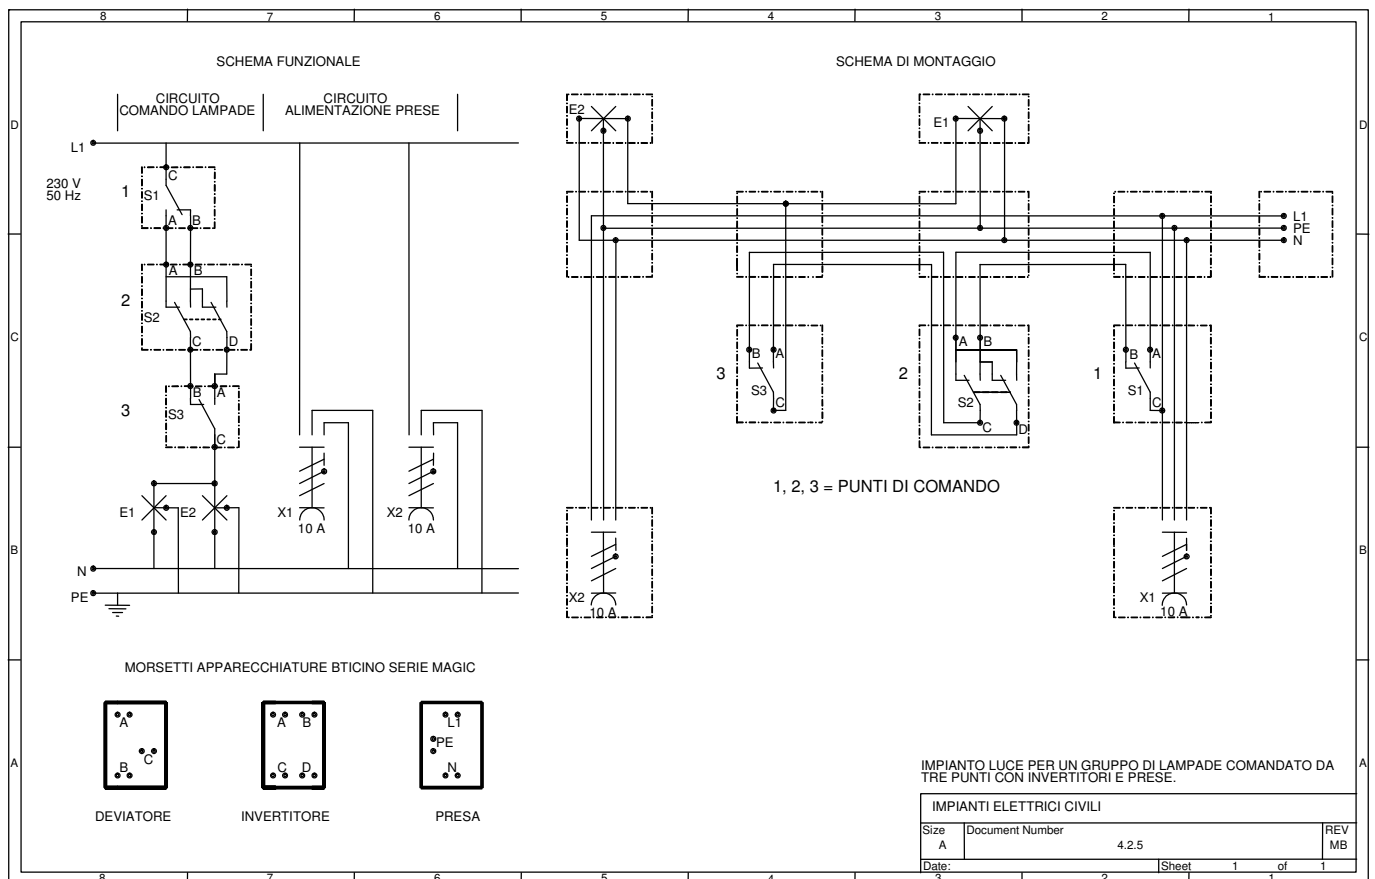 8 7 6 5 4 3 2 1
SCHEMA FUNZIONALE
SCHEMA DI MONTAGGIO
CIRCUITO
COMANDO LAMPADE
CIRCUITO
ALIMENTAZIONE PRESE
D
D
L1
230 V
50 Hz
1
C
S1
A B
A B
2
S2
C D
C
C
B A
3
S3
C
E1 E2
X1
10 A
X2
10 A
B
B
N
PE
E2
E1
L1
PE
N
B A
3
S3
C
A B
2
S2
C D
B A
1
S1
C
1, 2, 3 = PUNTI DI COMANDO
X2
10 A
X1
10 A
MORSETTI APPARECCHIATURE BTICINO SERIE MAGIC
A
C
B
DEVIATORE
A B
C D
INVERTITORE
L1
PE
N
PRESA
A
A
IMPIANTO LUCE PER UN GRUPPO DI LAMPADE COMANDATO DA
TRE PUNTI CON INVERTITORI E PRESE.
IMPIANTI ELETTRICI CIVILI
Size Document Number REV
A 4.2.5 MB
Date: Sheet 1 of 1
8 7 6 5 4 3 2 1